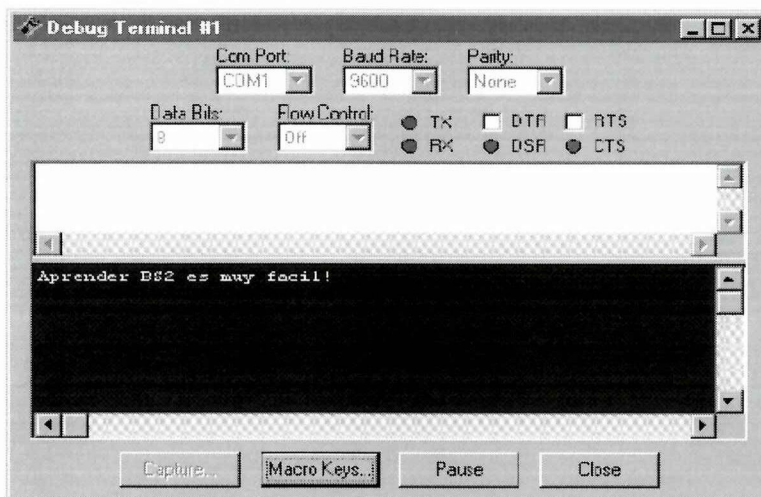 Debug Terminal #1
Com Port: Baud Rate: Parity:
COM1 9600 None
Data Bits: Flow Control: TX DTR RTS
8 Off RX DSR CTS
Aprender BS2 es muy facil!
Capture... Macro Keys... Pause Close